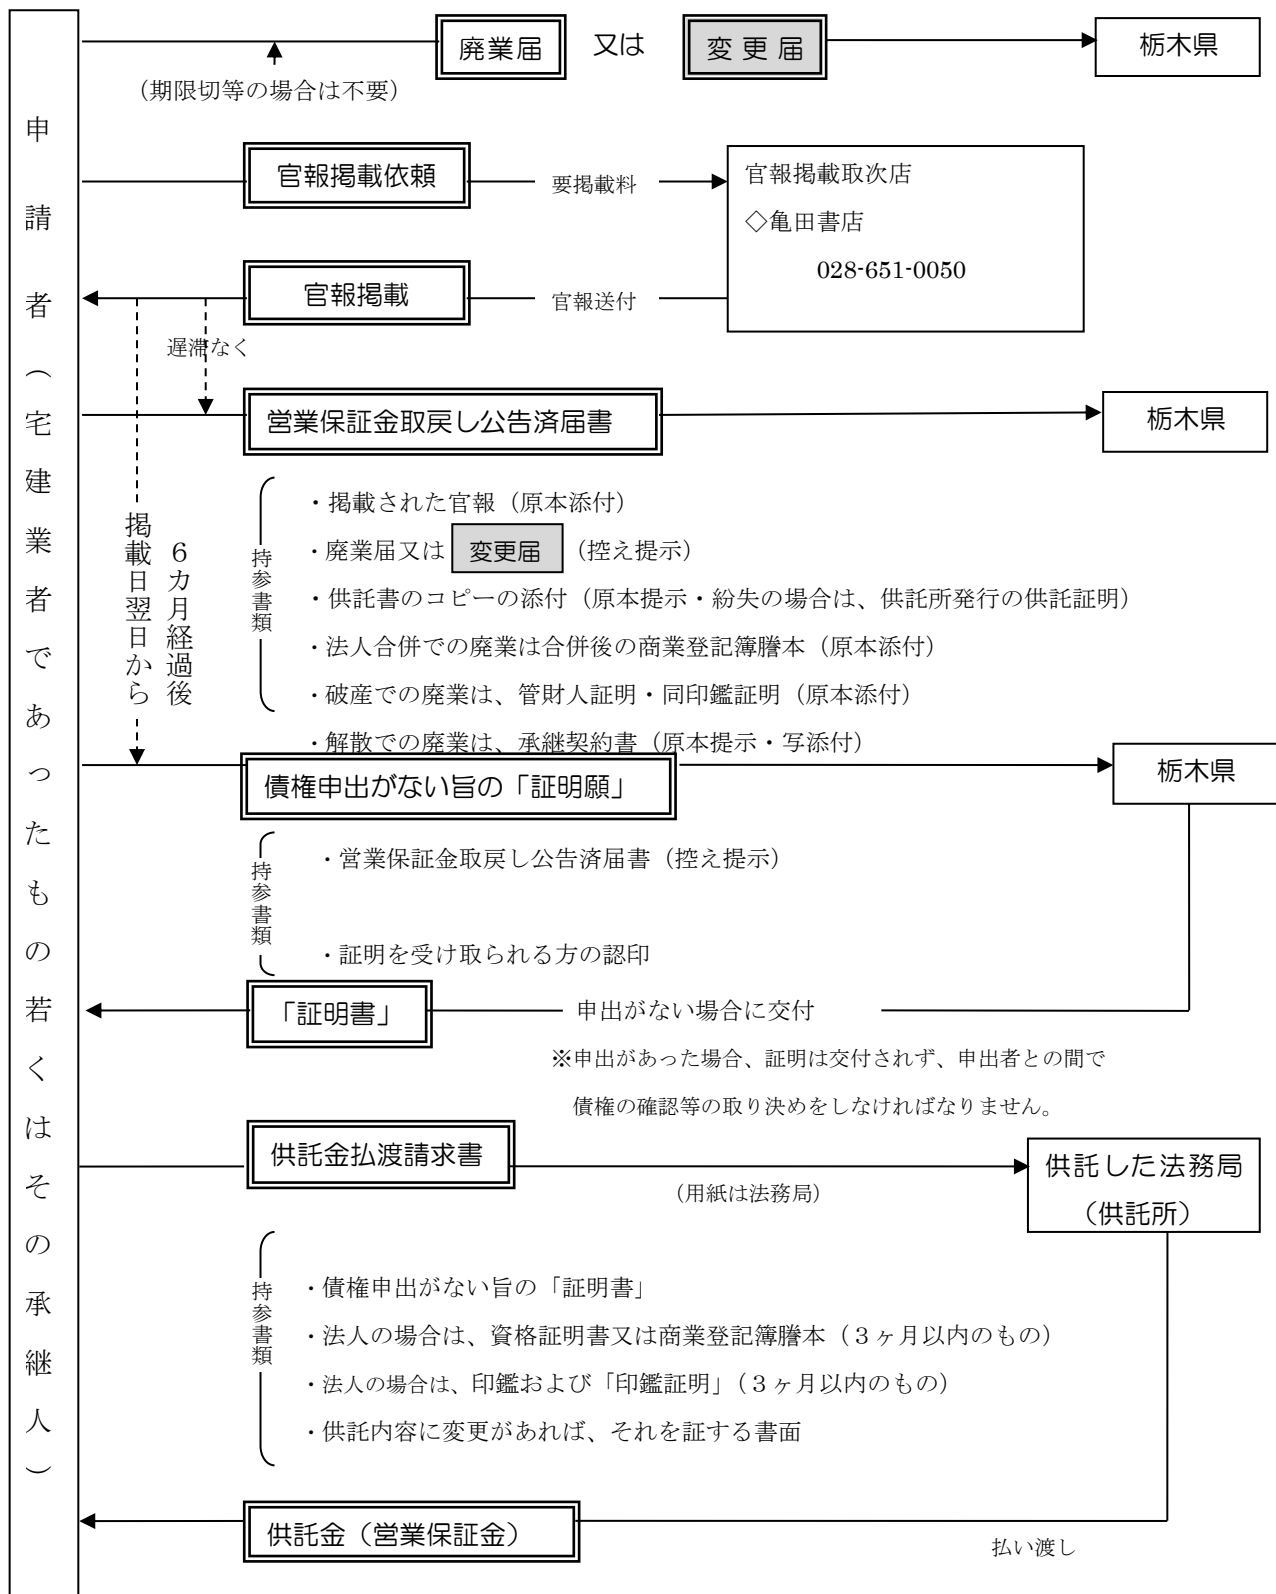 申請者（宅建業者であったもの若くはその承継人）
廃業届　又は　変更届
栃木県
（期限切等の場合は不要）
官報掲載依頼
要掲載料
官報掲載取次店
◇亀田書店
028-651-0050
官報掲載
官報送付
遅滞なく
営業保証金取戻し公告済届書
栃木県
掲載日翌日から
６カ月経過後
持参書類
・掲載された官報（原本添付）
・廃業届又は 変更届 （控え提示）
・供託書のコピーの添付（原本提示・紛失の場合は、供託所発行の供託証明）
・法人合併での廃業は合併後の商業登記簿謄本（原本添付）
・破産での廃業は、管財人証明・同印鑑証明（原本添付）
・解散での廃業は、承継契約書（原本提示・写添付）
債権申出がない旨の「証明願」
栃木県
持参書類
・営業保証金取戻し公告済届書（控え提示）
・証明を受け取られる方の認印
「証明書」
申出がない場合に交付
※申出があった場合、証明は交付されず、申出者との間で
債権の確認等の取り決めをしなければなりません。
供託金払渡請求書
（用紙は法務局）
供託した法務局
（供託所）
持参書類
・債権申出がない旨の「証明書」
・法人の場合は、資格証明書又は商業登記簿謄本（３ヶ月以内のもの）
・法人の場合は、印鑑および「印鑑証明」（３ヶ月以内のもの）
・供託内容に変更があれば、それを証する書面
供託金（営業保証金）
払い渡し